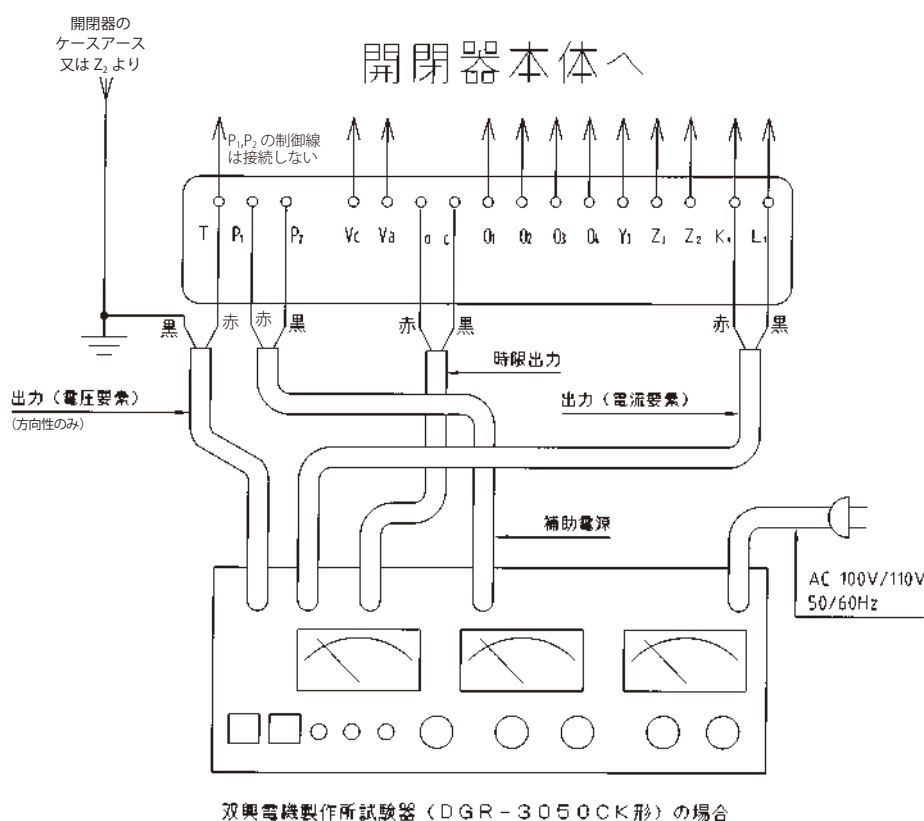 開閉器の
ケースアース
又は Z₂ より
開閉器本体へ
P₁,P₂ の制御線
は接続しない
T P₁ P₂ Vc Va a c O₁ O₂ O₃ O₄ Y₁ Z₁ Z₂ K₁ L₁
黒 赤 赤 黒 赤 黒 赤 黒
時限出力
出力(電圧要素)
(方向性のみ)
出力(電流要素)
補助電源
AC 100V/110V
50/60Hz
双興電機製作所試験器(DGR-3050CK形)の場合